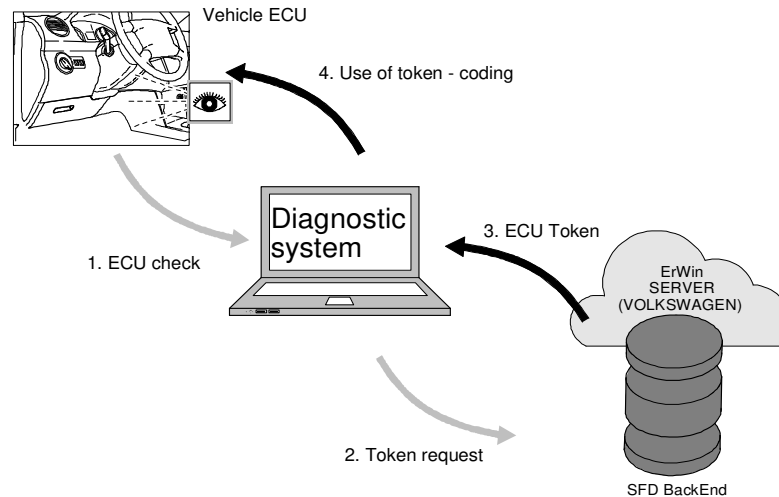 Vehicle ECU
4. Use of token - coding
Diagnostic
system
3. ECU Token
1. ECU check
ErWin
SERVER
(VOLKSWAGEN)
2. Token request
SFD BackEnd